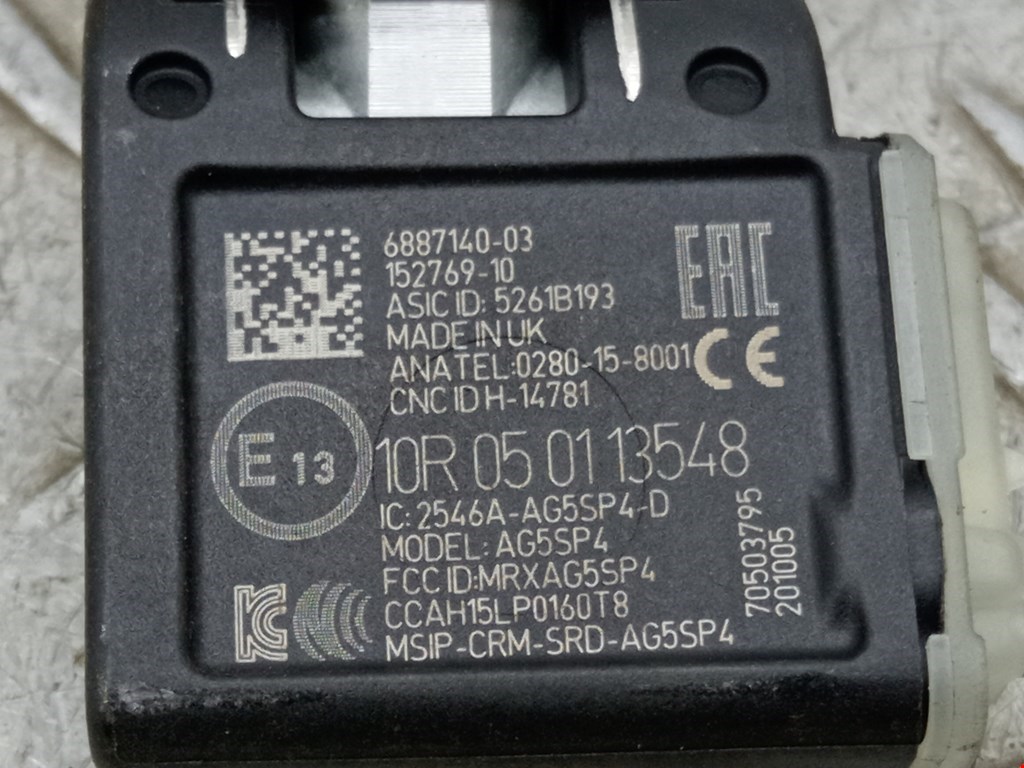 6887140-03
152769-10
ASIC ID: 5261B193
MADE IN UK
ANATEL:0280-15-8001
CNC ID H-14781
EAC
CE
E 13
10R 05 01 13548
IC: 2546A-AG5SP4-D
MODEL: AG5SP4
FCC ID:MRXAG5SP4
CCAH15LP0160T8
MSIP-CRM-SRD-AG5SP4
KC
70503795
201005